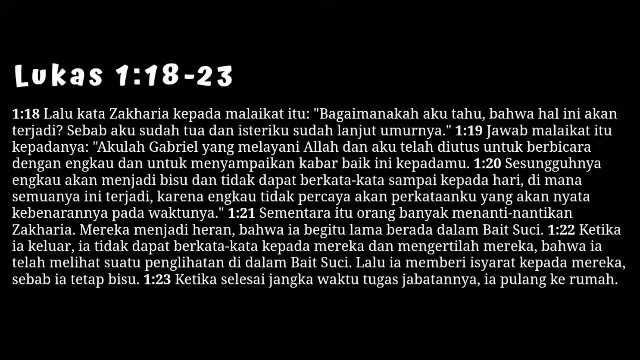 Lukas 1:18-23
1:18 Lalu kata Zakharia kepada malaikat itu: "Bagaimanakah aku tahu, bahwa hal ini akan
terjadi? Sebab aku sudah tua dan isteriku sudah lanjut umurnya." 1:19 Jawab malaikat itu
kepadanya: "Akulah Gabriel yang melayani Allah dan aku telah diutus untuk berbicara
dengan engkau dan untuk menyampaikan kabar baik ini kepadamu. 1:20 Sesungguhnya
engkau akan menjadi bisu dan tidak dapat berkata-kata sampai kepada hari, di mana
semuanya ini terjadi, karena engkau tidak percaya akan perkataanku yang akan nyata
kebenarannya pada waktunya." 1:21 Sementara itu orang banyak menanti-nantikan
Zakharia. Mereka menjadi heran, bahwa ia begitu lama berada dalam Bait Suci. 1:22 Ketika
ia keluar, ia tidak dapat berkata-kata kepada mereka dan mengertilah mereka, bahwa ia
telah melihat suatu penglihatan di dalam Bait Suci. Lalu ia memberi isyarat kepada mereka,
sebab ia tetap bisu. 1:23 Ketika selesai jangka waktu tugas jabatannya, ia pulang ke rumah.